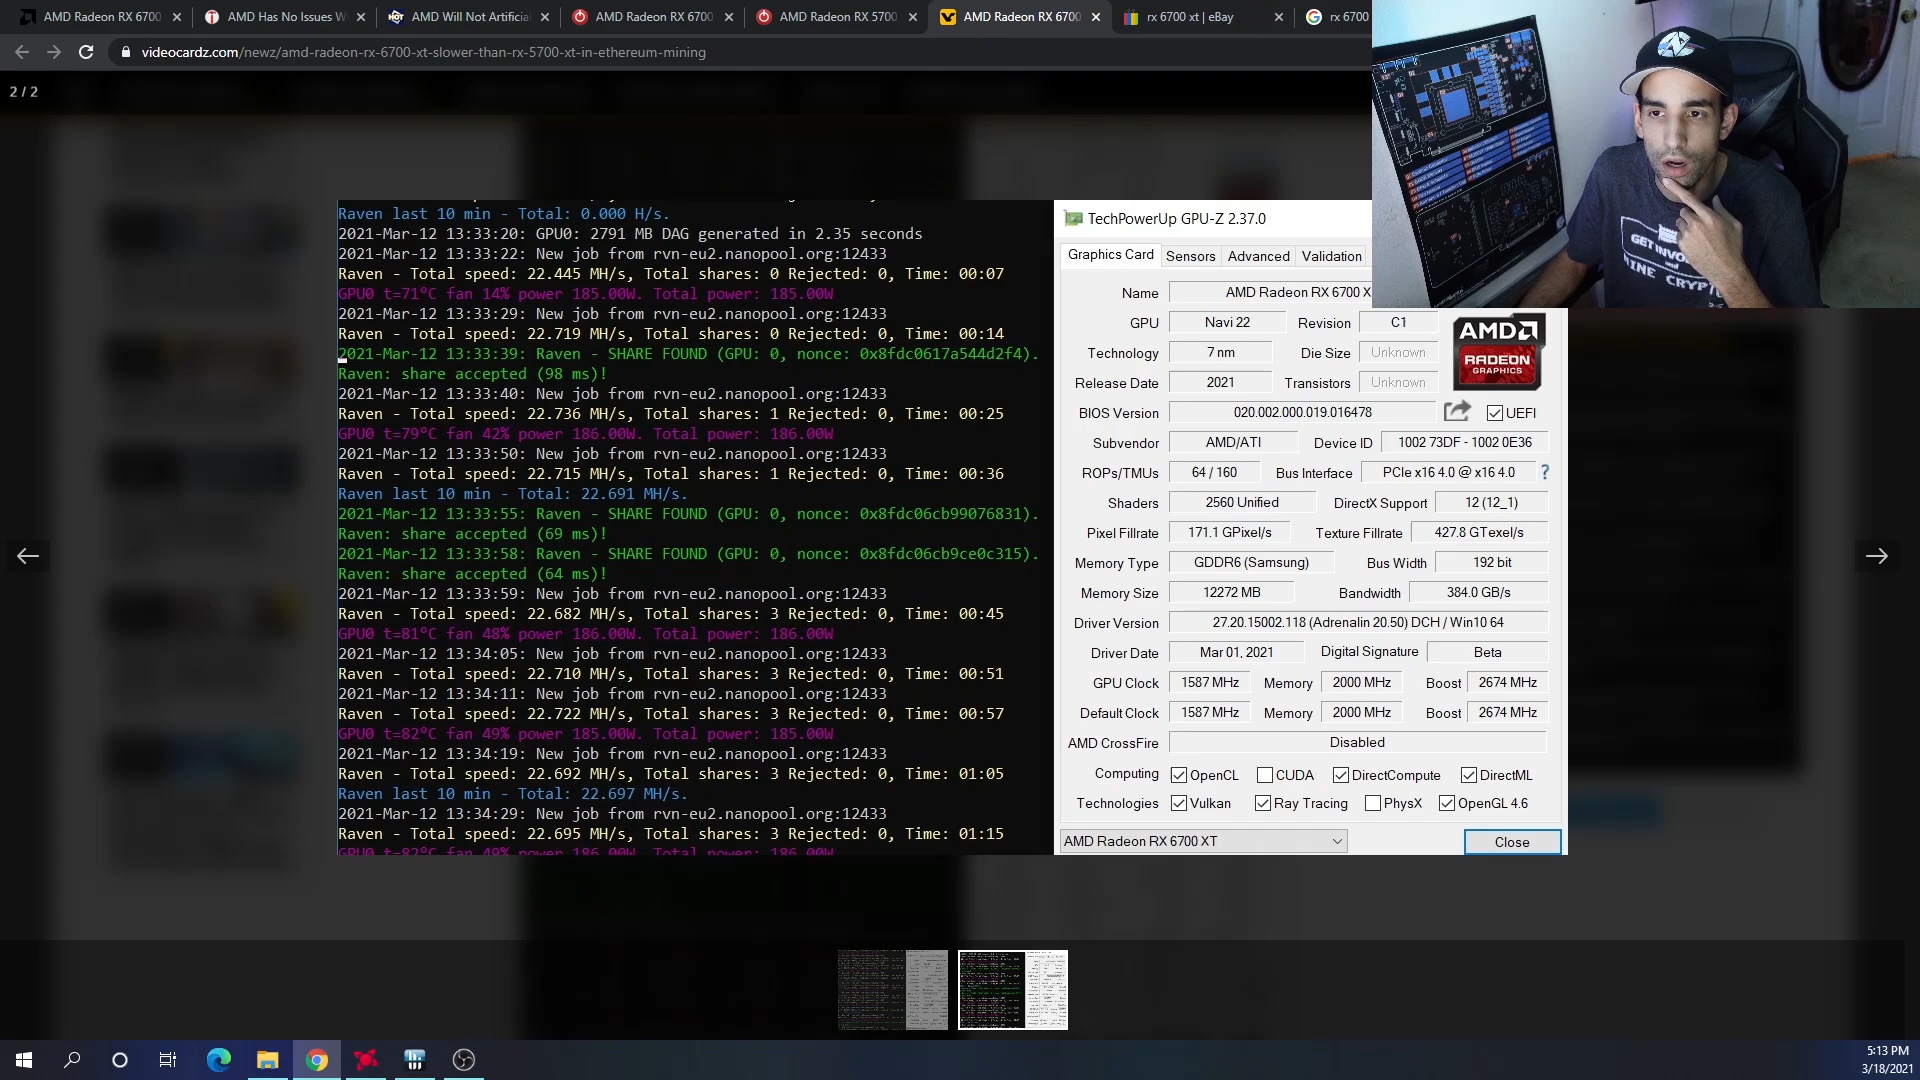 AMD Radeon RX 6700
AMD Has No Issues W
AMD Will Not Artificia
AMD Radeon RX 6700
AMD Radeon RX 5700
AMD Radeon RX 6700
rx 6700 xt | eBay
rx 6700
videocardz.com/newz/amd-radeon-rx-6700-xt-slower-than-rx-5700-xt-in-ethereum-mining
2 / 2
Raven last 10 min - Total: 0.000 H/s.
2021-Mar-12 13:33:20: GPU0: 2791 MB DAG generated in 2.35 seconds
2021-Mar-12 13:33:22: New job from rvn-eu2.nanopool.org:12433
Raven - Total speed: 22.445 MH/s, Total shares: 0 Rejected: 0, Time: 00:07
GPU0 t=71°C fan 14% power 185.00W. Total power: 185.00W
2021-Mar-12 13:33:29: New job from rvn-eu2.nanopool.org:12433
Raven - Total speed: 22.719 MH/s, Total shares: 0 Rejected: 0, Time: 00:14
2021-Mar-12 13:33:39: Raven - SHARE FOUND (GPU: 0, nonce: 0x8fdc0617a544d2f4).
Raven: share accepted (98 ms)!
2021-Mar-12 13:33:40: New job from rvn-eu2.nanopool.org:12433
Raven - Total speed: 22.736 MH/s, Total shares: 1 Rejected: 0, Time: 00:25
GPU0 t=79°C fan 42% power 186.00W. Total power: 186.00W
2021-Mar-12 13:33:50: New job from rvn-eu2.nanopool.org:12433
Raven - Total speed: 22.715 MH/s, Total shares: 1 Rejected: 0, Time: 00:36
Raven last 10 min - Total: 22.691 MH/s.
2021-Mar-12 13:33:55: Raven - SHARE FOUND (GPU: 0, nonce: 0x8fdc06cb99076831).
Raven: share accepted (69 ms)!
2021-Mar-12 13:33:58: Raven - SHARE FOUND (GPU: 0, nonce: 0x8fdc06cb9ce0c315).
Raven: share accepted (64 ms)!
2021-Mar-12 13:33:59: New job from rvn-eu2.nanopool.org:12433
Raven - Total speed: 22.682 MH/s, Total shares: 3 Rejected: 0, Time: 00:45
GPU0 t=81°C fan 48% power 186.00W. Total power: 186.00W
2021-Mar-12 13:34:05: New job from rvn-eu2.nanopool.org:12433
Raven - Total speed: 22.710 MH/s, Total shares: 3 Rejected: 0, Time: 00:51
2021-Mar-12 13:34:11: New job from rvn-eu2.nanopool.org:12433
Raven - Total speed: 22.722 MH/s, Total shares: 3 Rejected: 0, Time: 00:57
GPU0 t=82°C fan 49% power 185.00W. Total power: 185.00W
2021-Mar-12 13:34:19: New job from rvn-eu2.nanopool.org:12433
Raven - Total speed: 22.692 MH/s, Total shares: 3 Rejected: 0, Time: 01:05
Raven last 10 min - Total: 22.697 MH/s.
2021-Mar-12 13:34:29: New job from rvn-eu2.nanopool.org:12433
Raven - Total speed: 22.695 MH/s, Total shares: 3 Rejected: 0, Time: 01:15
GPU0 t=82°C fan 49% power 186.00W. Total power: 186.00W
TechPowerUp GPU-Z 2.37.0
Graphics Card Sensors Advanced Validation
Name AMD Radeon RX 6700 X
GPU Navi 22 Revision C1
Technology 7 nm Die Size Unknown
Release Date 2021 Transistors Unknown
AMD
RADEON
GRAPHICS
BIOS Version 020.002.000.019.016478 UEFI
Subvendor AMD/ATI Device ID 1002 73DF - 1002 0E36
ROPs/TMUs 64 / 160 Bus Interface PCIe x16 4.0 @ x16 4.0 ?
Shaders 2560 Unified DirectX Support 12 (12_1)
Pixel Fillrate 171.1 GPixel/s Texture Fillrate 427.8 GTexel/s
Memory Type GDDR6 (Samsung) Bus Width 192 bit
Memory Size 12272 MB Bandwidth 384.0 GB/s
Driver Version 27.20.15002.118 (Adrenalin 20.50) DCH / Win10 64
Driver Date Mar 01, 2021 Digital Signature Beta
GPU Clock 1587 MHz Memory 2000 MHz Boost 2674 MHz
Default Clock 1587 MHz Memory 2000 MHz Boost 2674 MHz
AMD CrossFire Disabled
Computing OpenCL CUDA DirectCompute DirectML
Technologies Vulkan Ray Tracing PhysX OpenGL 4.6
AMD Radeon RX 6700 XT Close
GET INVO
and
MINE CRYPT
5:13 PM
3/18/2021